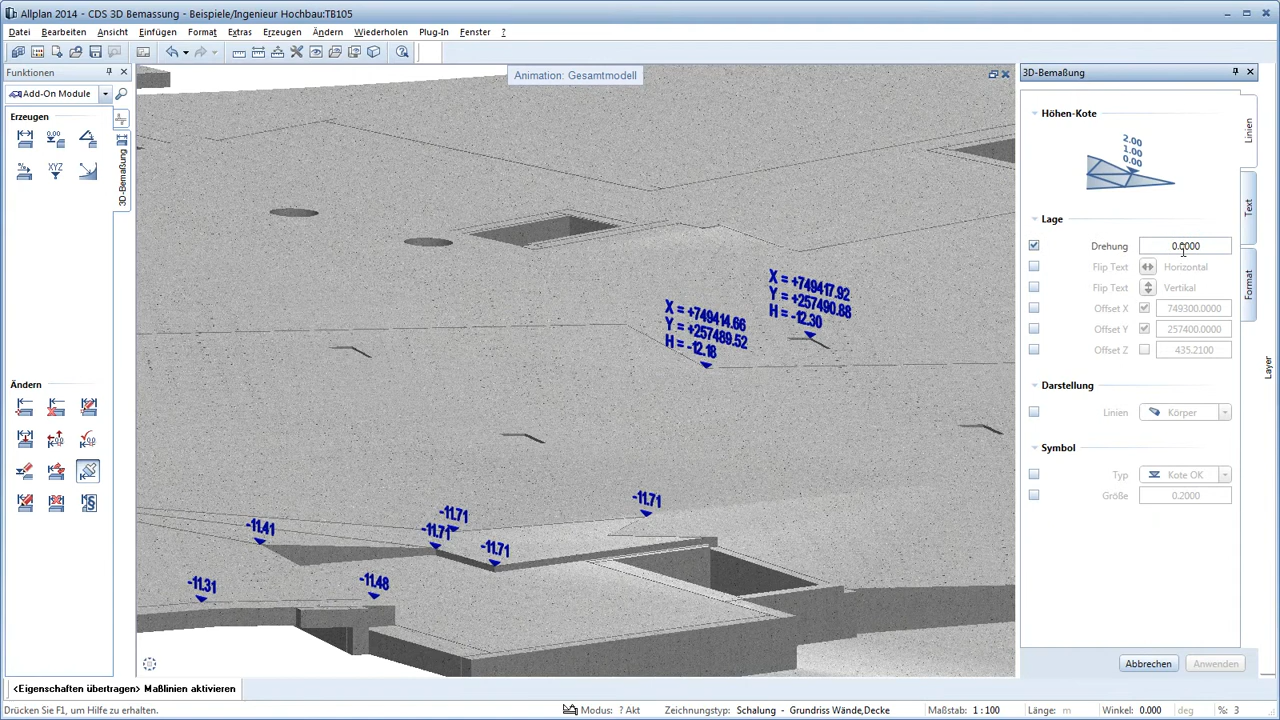 Allplan 2014 - CDS 3D Bemassung - Beispiele/Ingenieur Hochbau:TB105
Datei Bearbeiten Ansicht Einfügen Format Extras Erzeugen Ändern Wiederholen Plug-In Fenster ?
Funktionen
Add-On Module
Erzeugen
0.00
XYZ
3D-Bemaßung
Ändern
Animation: Gesamtmodell
X = +749417.92
Y = +257490.88
H = -12.30
X = +749414.66
Y = +257489.52
H = -12.18
-11.71
-11.71
-11.71
-11.71
-11.41
-11.48
-11.31
3D-Bemaßung
Höhen-Kote
2.00
1.00
0.00
Lage
Drehung 0.0000
Flip Text Horizontal
Flip Text Vertikal
Offset X 749300.0000
Offset Y 257400.0000
Offset Z 435.2100
Darstellung
Linien Körper
Symbol
Typ Kote OK
Größe 0.2000
Abbrechen Anwenden
Linien
Text
Format
Layer
<Eigenschaften übertragen> Maßlinien aktivieren
Drücken Sie F1, um Hilfe zu erhalten. Modus: ? Akt Zeichnungstyp: Schalung - Grundriss Wände,Decke Maßstab: 1 : 100 Länge: m Winkel: 0.000 deg %: 3